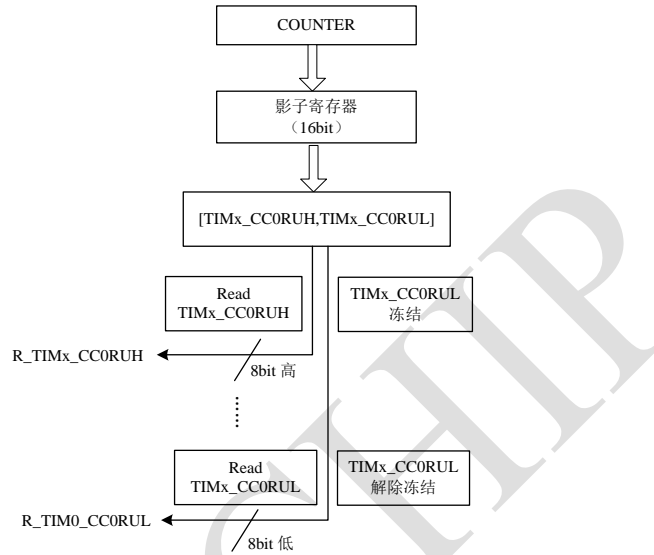 COUNTER
影子寄存器
（16bit）
[TIMx_CC0RUH,TIMx_CC0RUL]
Read
TIMx_CC0RUH
TIMx_CC0RUL
冻结
R_TIMx_CC0RUH
8bit 高
......
Read
TIMx_CC0RUL
TIMx_CC0RUL
解除冻结
R_TIM0_CC0RUL
8bit 低
CHIP